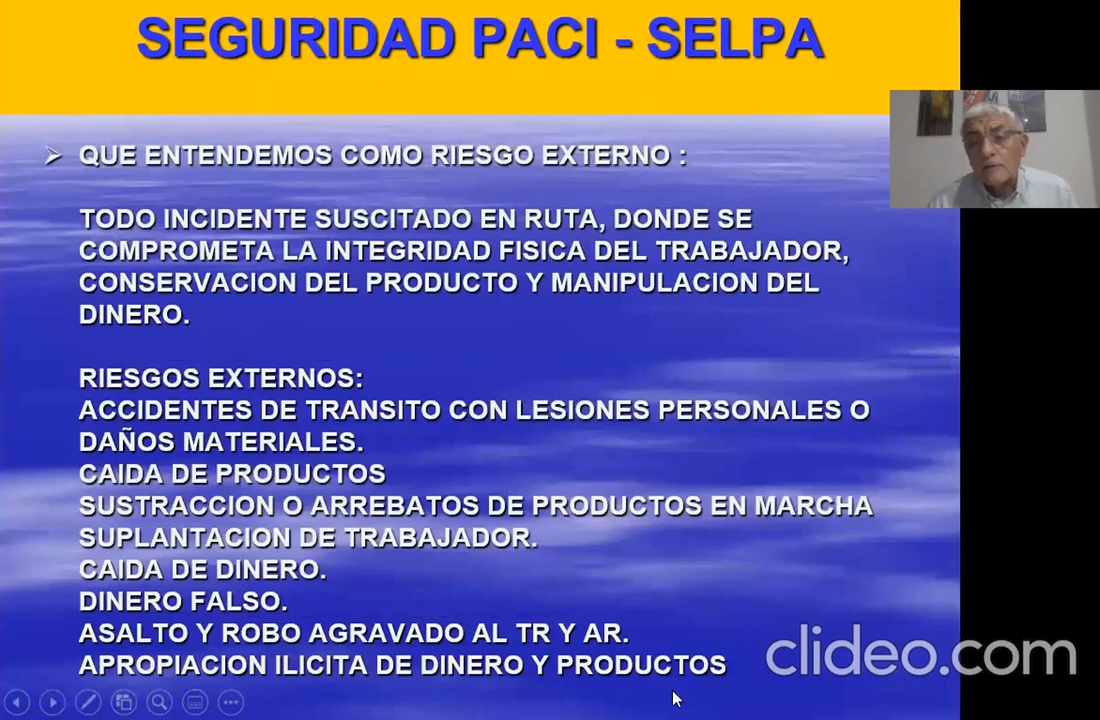 SEGURIDAD PACI - SELPA
QUE ENTENDEMOS COMO RIESGO EXTERNO :
TODO INCIDENTE SUSCITADO EN RUTA, DONDE SE
COMPROMETA LA INTEGRIDAD FISICA DEL TRABAJADOR,
CONSERVACION DEL PRODUCTO Y MANIPULACION DEL
DINERO.
RIESGOS EXTERNOS:
ACCIDENTES DE TRANSITO CON LESIONES PERSONALES O
DAÑOS MATERIALES.
CAIDA DE PRODUCTOS
SUSTRACCION O ARREBATOS DE PRODUCTOS EN MARCHA
SUPLANTACION DE TRABAJADOR.
CAIDA DE DINERO.
DINERO FALSO.
ASALTO Y ROBO AGRAVADO AL TR Y AR.
APROPIACION ILICITA DE DINERO Y PRODUCTOS
clideo.com